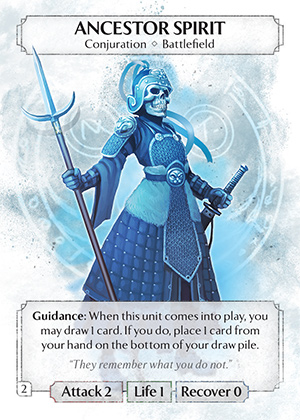 ANCESTOR SPIRIT
Conjuration ⋄ Battlefield
Guidance: When this unit comes into play, you
may draw 1 card. If you do, place 1 card from
your hand on the bottom of your draw pile.
"They remember what you do not."
2
Attack 2 Life 1 Recover 0